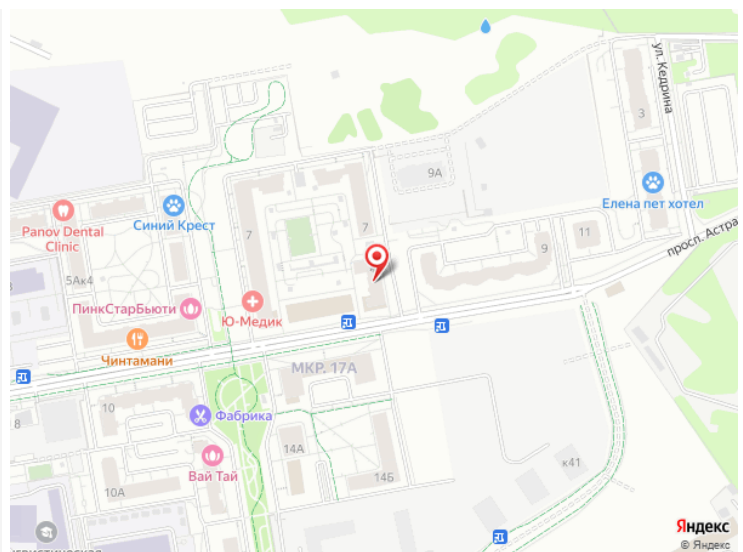 ул. Кедрина
3
9А
Елена пет хотел
Синий Крест
Panov Dental
Clinic
7
7
11
9
просп. Астра
5Ак4
3
ПинкСтарБьюти
Ю-Медик
Чинтамани
МКР. 17А
10
Фабрика
8
14А
Вай Тай
14Б
к41
10А
Яндекс
© Яндекс